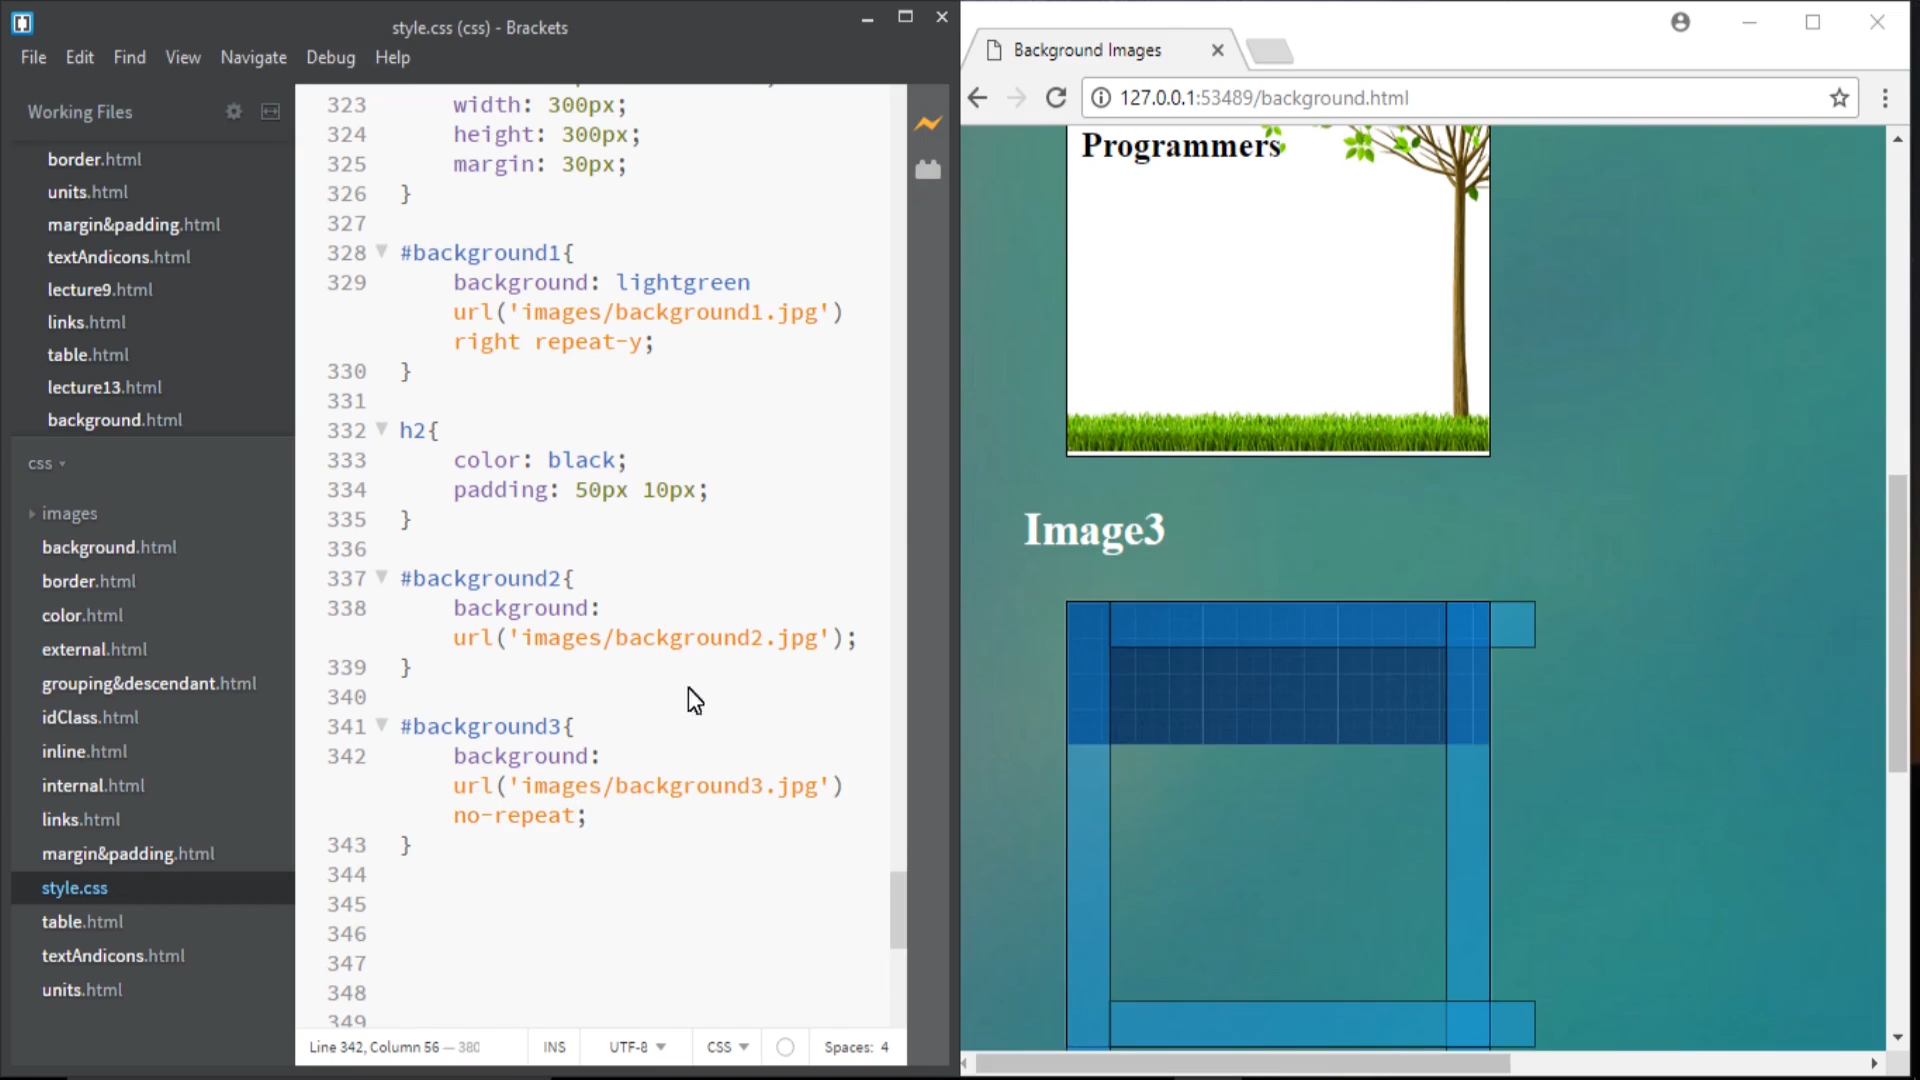 style.css (css) - Brackets
File Edit Find View Navigate Debug Help
Working Files
border.html
units.html
margin&padding.html
textAndicons.html
lecture9.html
links.html
table.html
lecture13.html
background.html
css
images
background.html
border.html
color.html
external.html
grouping&descendant.html
idClass.html
inline.html
internal.html
links.html
margin&padding.html
style.css
table.html
textAndicons.html
units.html
323 width: 300px;
324 height: 300px;
325 margin: 30px;
326 }
327
328 #background1{
329 background: lightgreen
url('images/background1.jpg')
right repeat-y;
330 }
331
332 h2{
333 color: black;
334 padding: 50px 10px;
335 }
336
337 #background2{
338 background:
url('images/background2.jpg');
339 }
340
341 #background3{
342 background:
url('images/background3.jpg')
no-repeat;
343 }
344
345
346
347
348
349
Line 342, Column 56 — 380 INS UTF-8 CSS Spaces: 4
Background Images
127.0.0.1:53489/background.html
Programmers
Image3